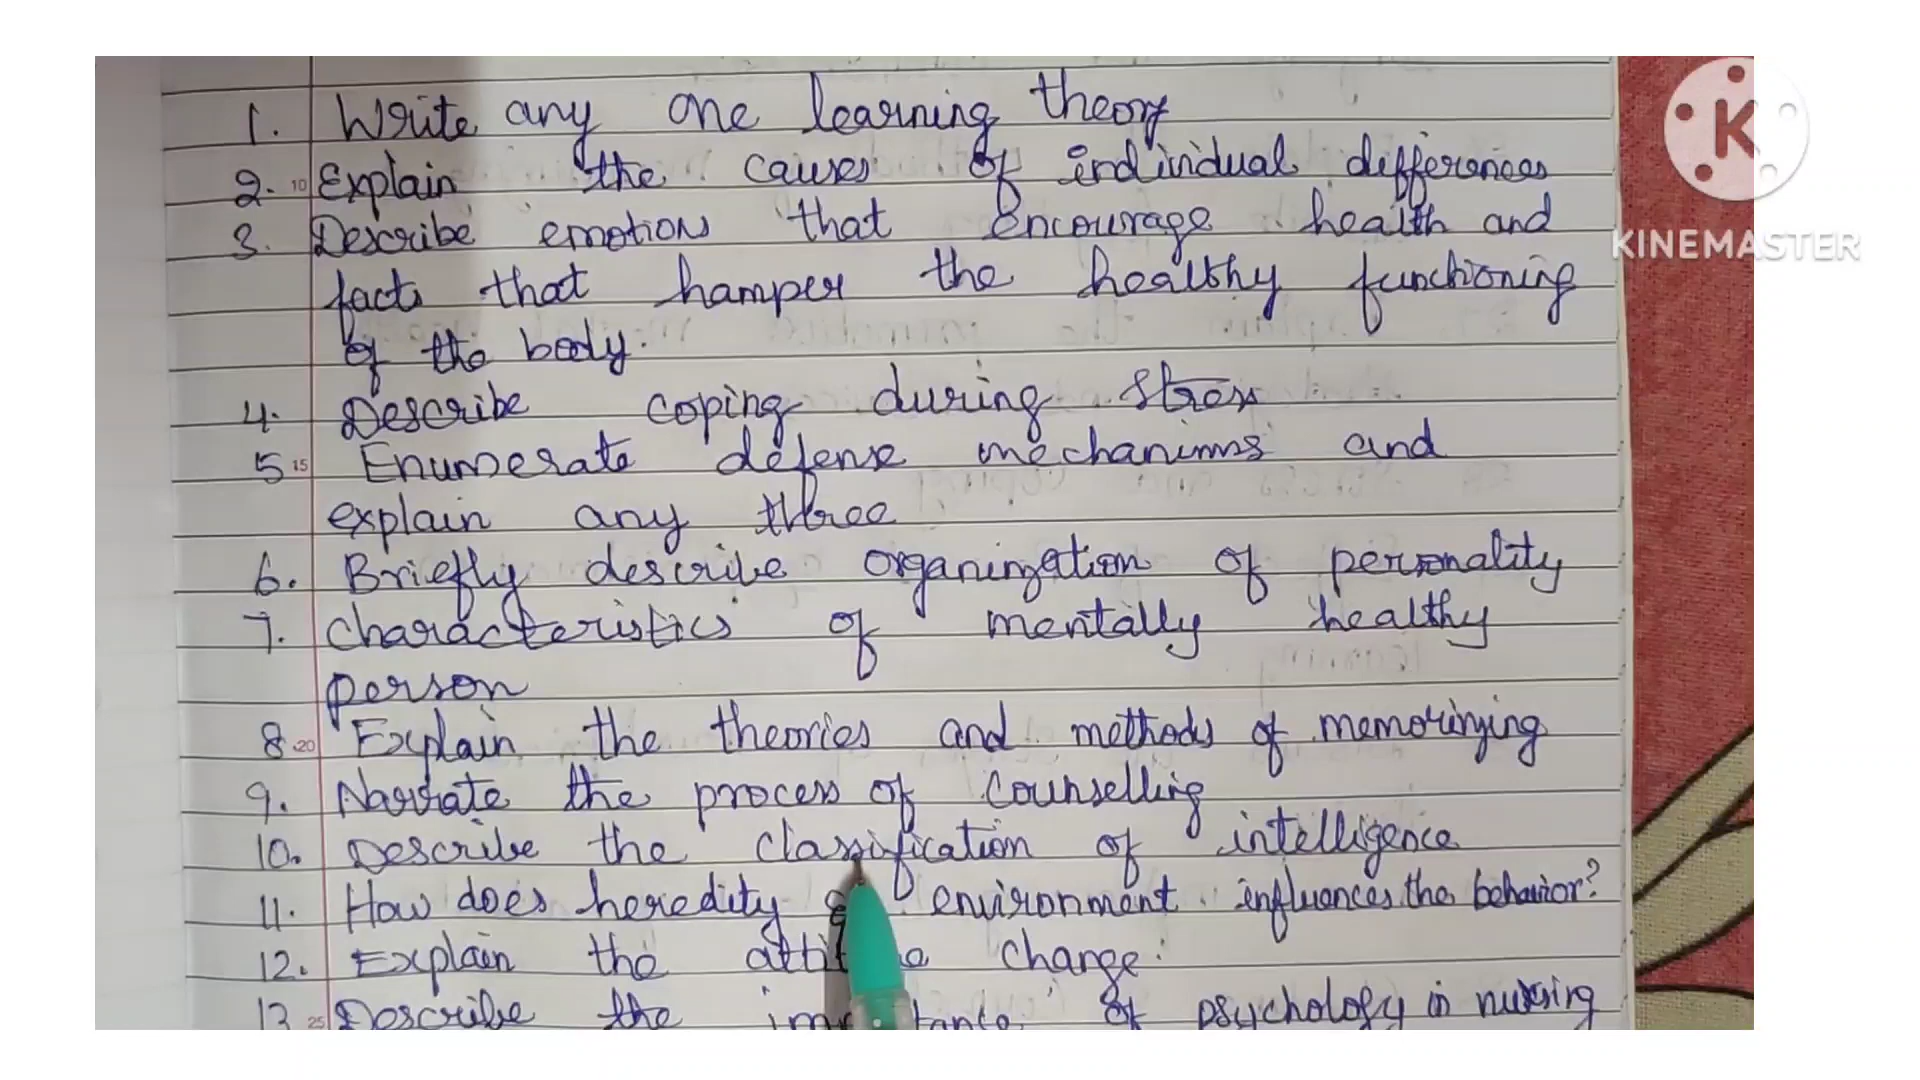 1. Write any one learning theory
2. Explain the causes of individual differences
3. Describe emotions that encourage health and
facts that hamper the healthy functioning
of the body.
4. Describe coping during stress
5 Enumerate defense mechanisms and
explain any three
6. Briefly describe organization of personality
7. characteristics of mentally healthy
person
8. Explain the theories and methods of memorizing
9. Narrate the process of counselling
10. Describe the classification of intelligence
11. How does heredity environment influences the behavior?
12. Explain the change.
13 Describe the of psychology in nursing
10
15
20
25
K
KINEMASTER